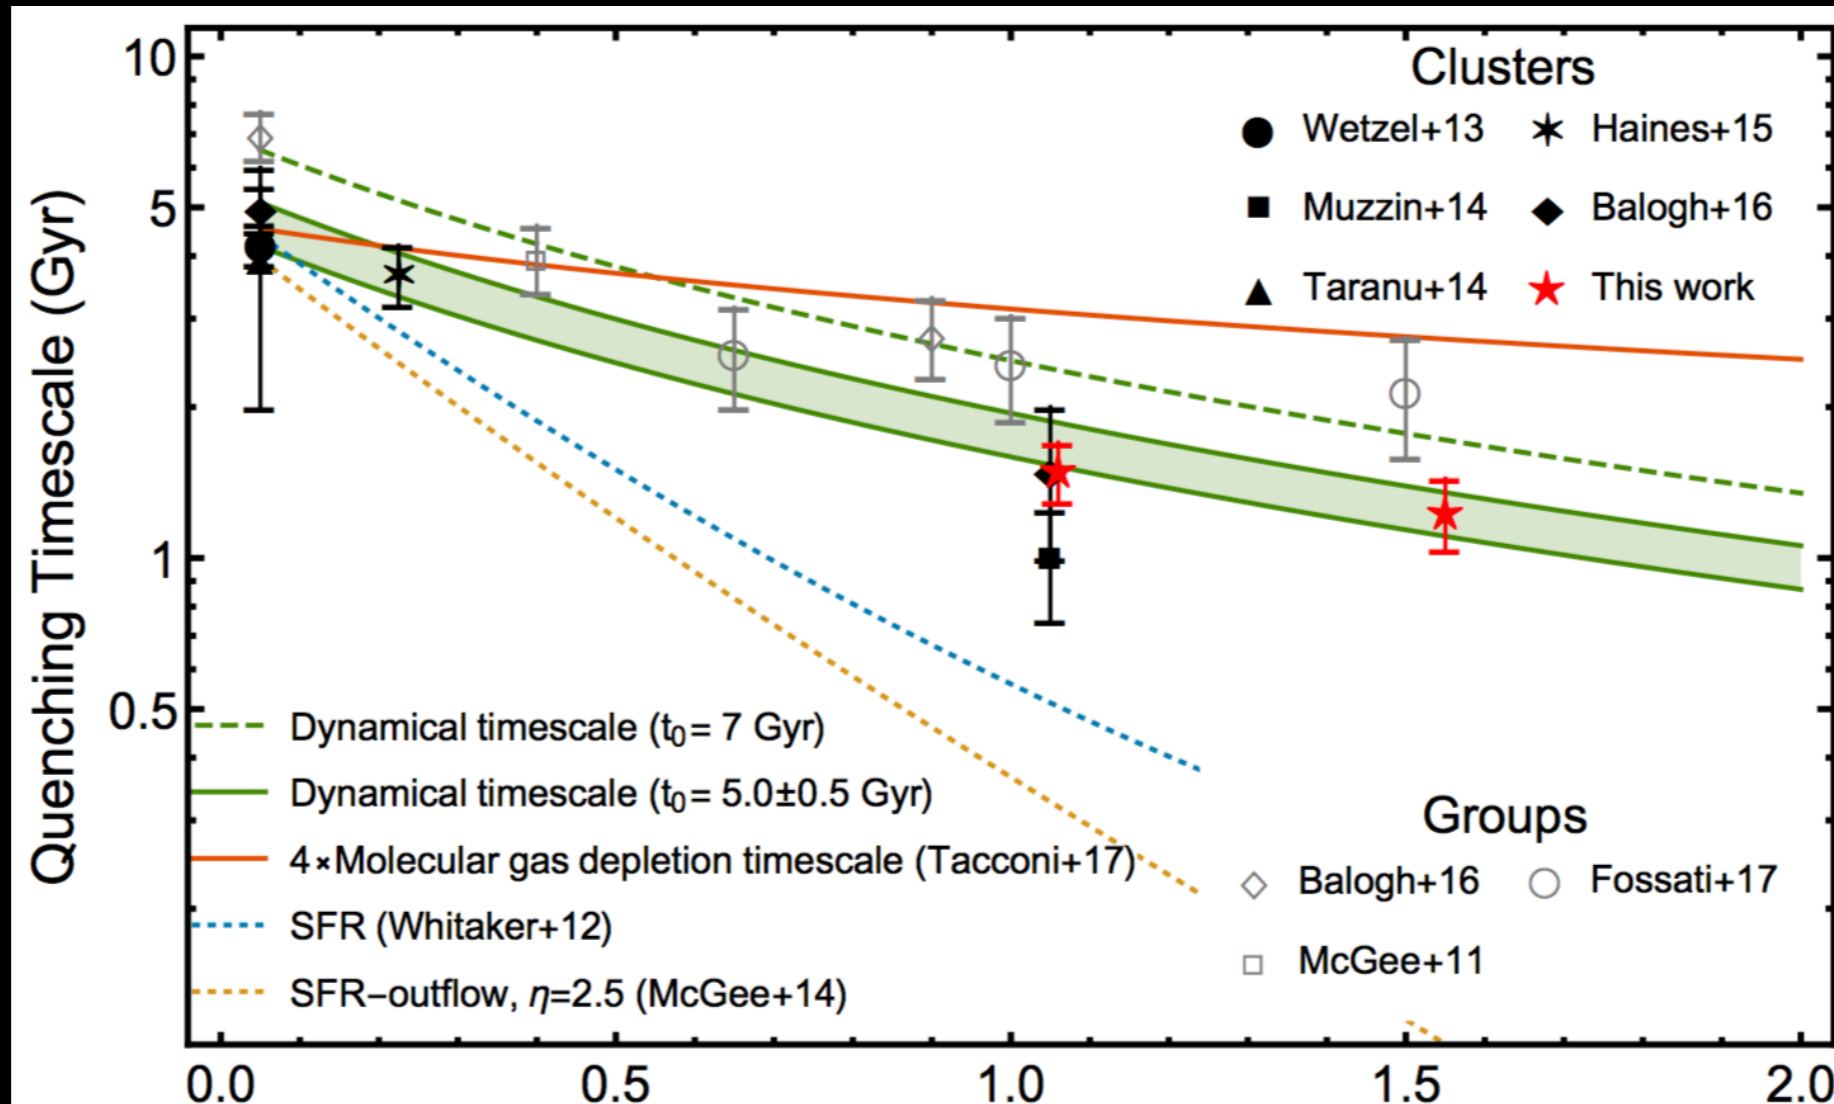 Quenching Timescale (Gyr)
10
5
1
0.5
Clusters
Wetzel+13
Haines+15
Muzzin+14
Balogh+16
Taranu+14
This work
Dynamical timescale (t₀= 7 Gyr)
Dynamical timescale (t₀= 5.0±0.5 Gyr)
4×Molecular gas depletion timescale (Tacconi+17)
SFR (Whitaker+12)
SFR−outflow, η=2.5 (McGee+14)
Groups
Balogh+16
Fossati+17
McGee+11
0.0 0.5 1.0 1.5 2.0